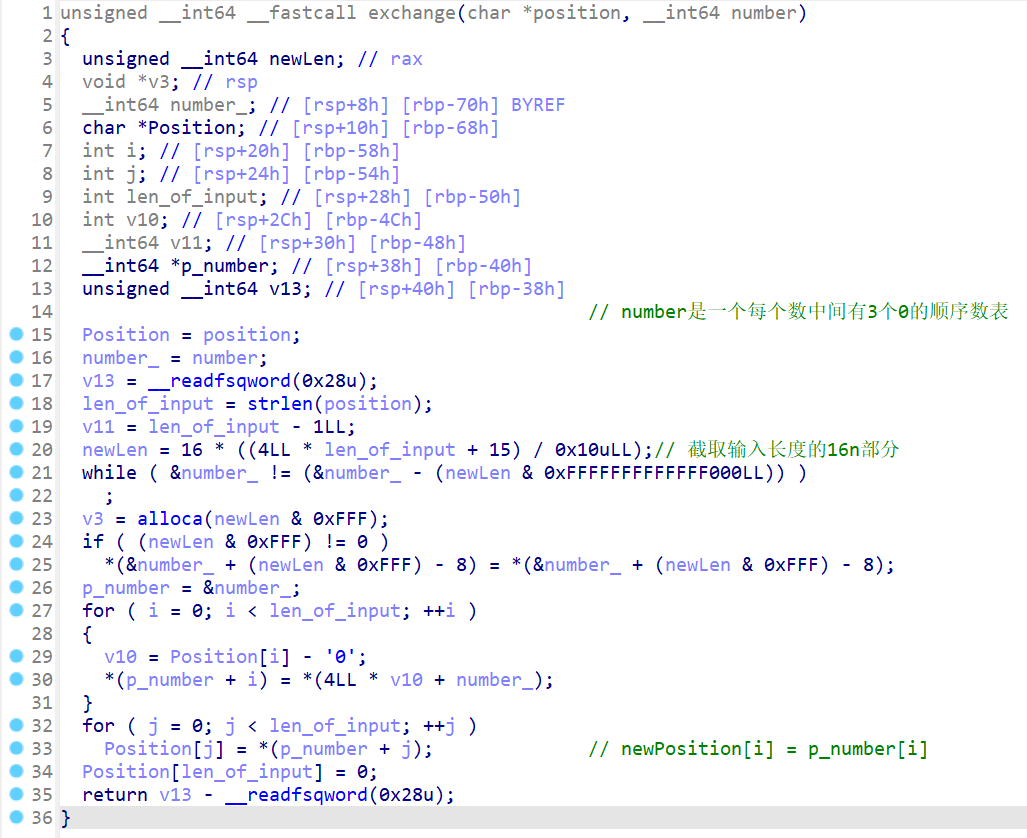 1 unsigned __int64 __fastcall exchange(char *position, __int64 number)
2 {
3   unsigned __int64 newLen; // rax
4   void *v3; // rsp
5   __int64 number_; // [rsp+8h] [rbp-70h] BYREF
6   char *Position; // [rsp+10h] [rbp-68h]
7   int i; // [rsp+20h] [rbp-58h]
8   int j; // [rsp+24h] [rbp-54h]
9   int len_of_input; // [rsp+28h] [rbp-50h]
10   int v10; // [rsp+2Ch] [rbp-4Ch]
11   __int64 v11; // [rsp+30h] [rbp-48h]
12   __int64 *p_number; // [rsp+38h] [rbp-40h]
13   unsigned __int64 v13; // [rsp+40h] [rbp-38h]
14                                                // number是一个每个数中间有3个0的顺序数表
15   Position = position;
16   number_ = number;
17   v13 = __readfsqword(0x28u);
18   len_of_input = strlen(position);
19   v11 = len_of_input - 1LL;
20   newLen = 16 * ((4LL * len_of_input + 15) / 0x10uLL);// 截取输入长度的16n部分
21   while ( &number_ != (&number_ - (newLen & 0xFFFFFFFFFFFFF000LL)) )
22     ;
23   v3 = alloca(newLen & 0xFFF);
24   if ( (newLen & 0xFFF) != 0 )
25     *(&number_ + (newLen & 0xFFF) - 8) = *(&number_ + (newLen & 0xFFF) - 8);
26   p_number = &number_;
27   for ( i = 0; i < len_of_input; ++i )
28   {
29     v10 = Position[i] - '0';
30     *(p_number + i) = *(4LL * v10 + number_);
31   }
32   for ( j = 0; j < len_of_input; ++j )
33     Position[j] = *(p_number + j);              // newPosition[i] = p_number[i]
34   Position[len_of_input] = 0;
35   return v13 - __readfsqword(0x28u);
36 }